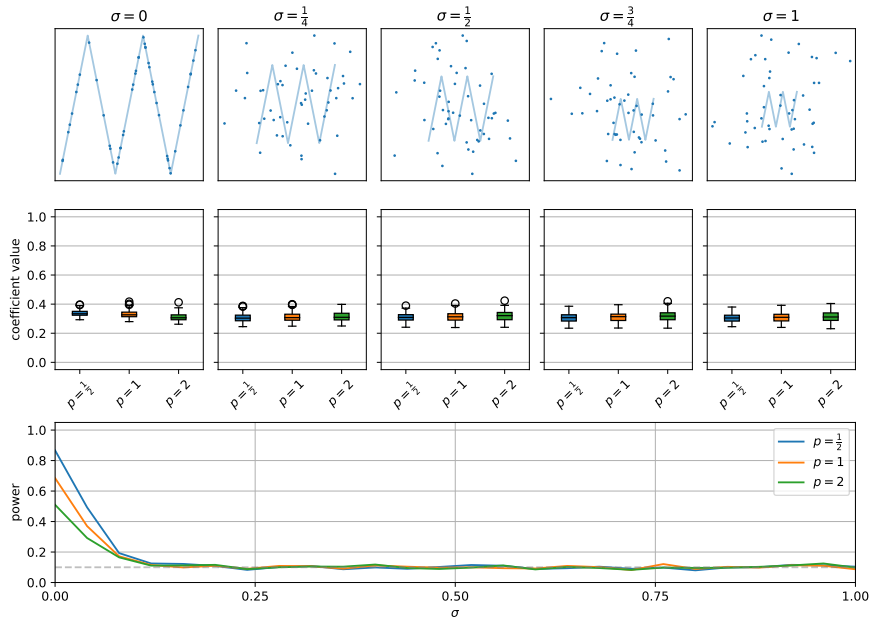 σ = 0
σ = 1/4
σ = 1/2
σ = 3/4
σ = 1
1.0
0.8
0.6
0.4
0.2
0.0
coefficient value
p = 1/2
p = 1
p = 2
p = 1/2
p = 1
p = 2
p = 1/2
p = 1
p = 2
p = 1/2
p = 1
p = 2
p = 1/2
p = 1
p = 2
1.0
0.8
0.6
0.4
0.2
0.0
power
p = 1/2
p = 1
p = 2
0.00
0.25
0.50
0.75
1.00
σ